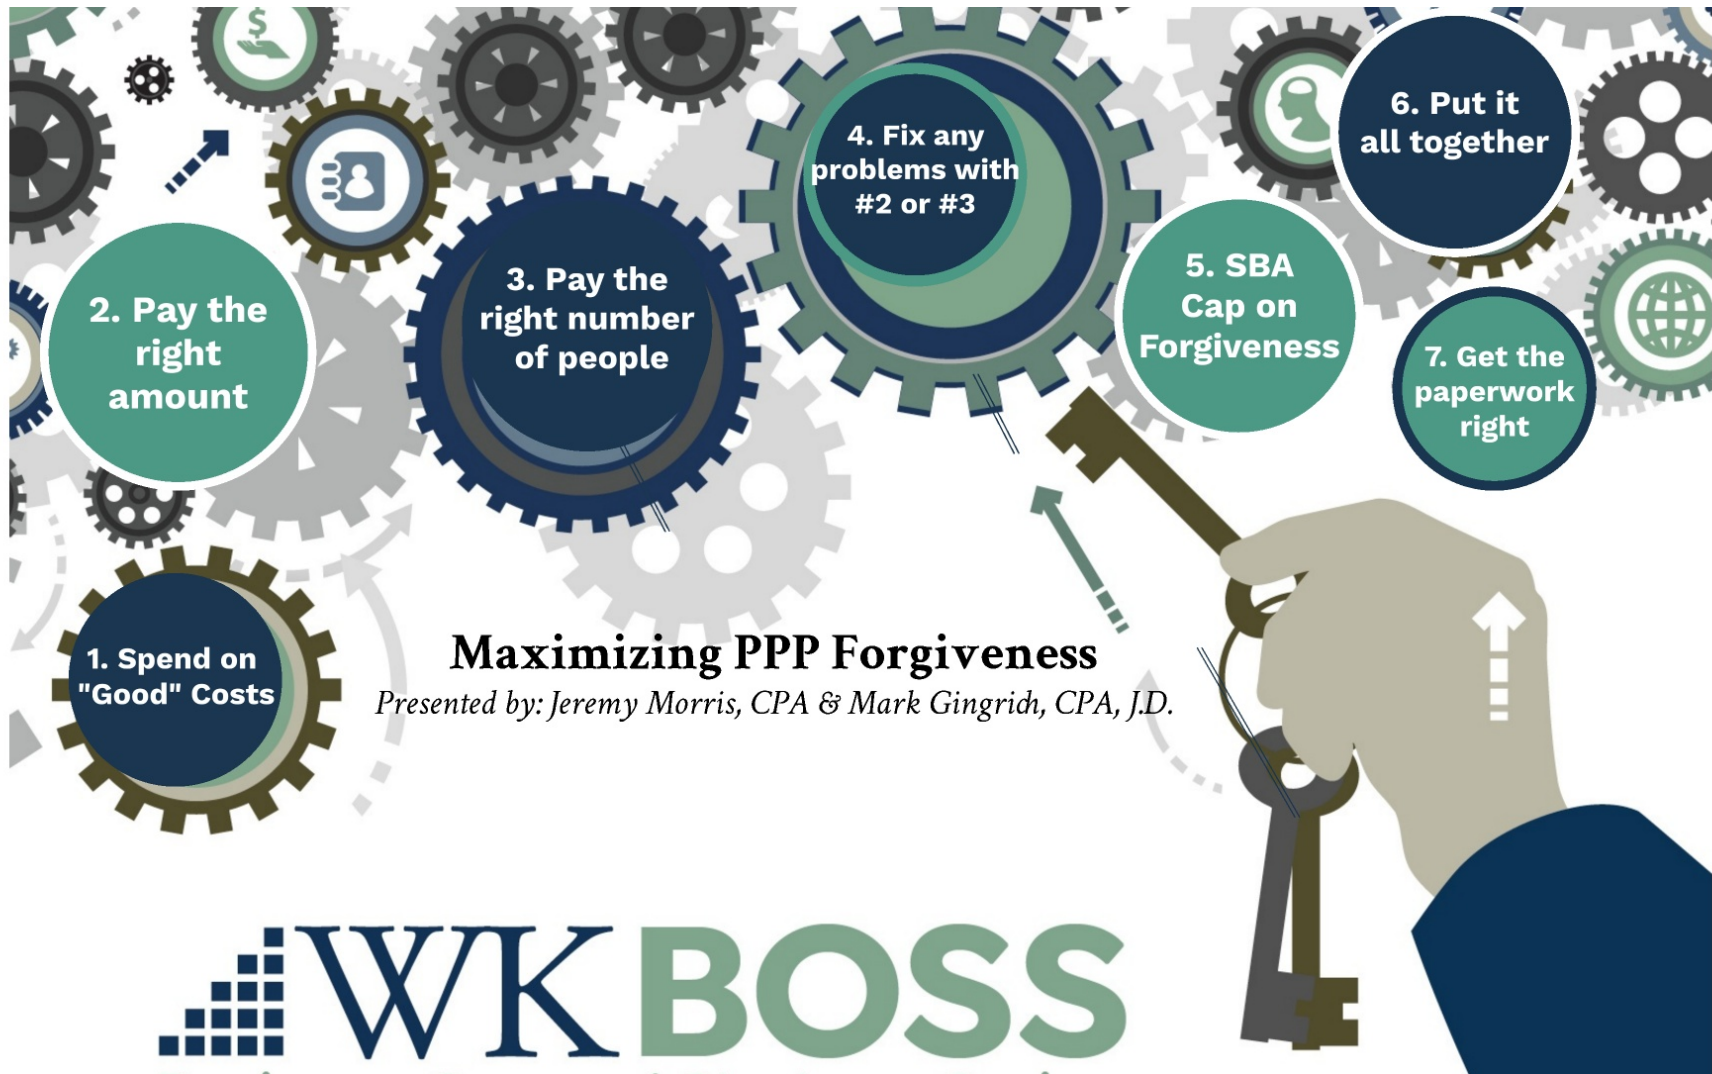 1. Spend on
"Good" Costs
2. Pay the
right
amount
3. Pay the
right number
of people
4. Fix any
problems with
#2 or #3
5. SBA
Cap on
Forgiveness
6. Put it
all together
7. Get the
paperwork
right
Maximizing PPP Forgiveness
Presented by: Jeremy Morris, CPA & Mark Gingrich, CPA, J.D.
WKBOSS
$